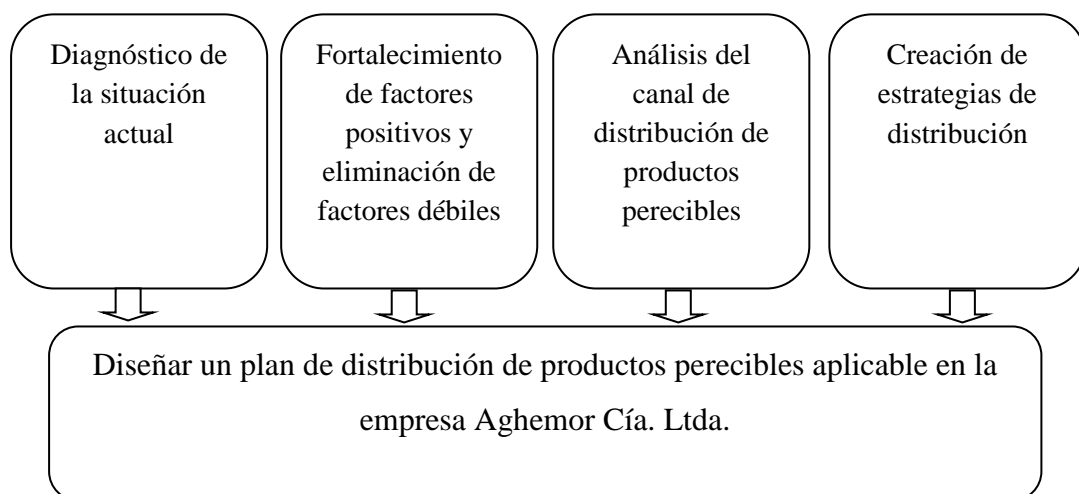 Diagnóstico de
la situación
actual
Fortalecimiento
de factores
positivos y
eliminación de
factores débiles
Análisis del
canal de
distribución de
productos
perecibles
Creación de
estrategias de
distribución
Diseñar un plan de distribución de productos perecibles aplicable en la
empresa Aghemor Cía. Ltda.